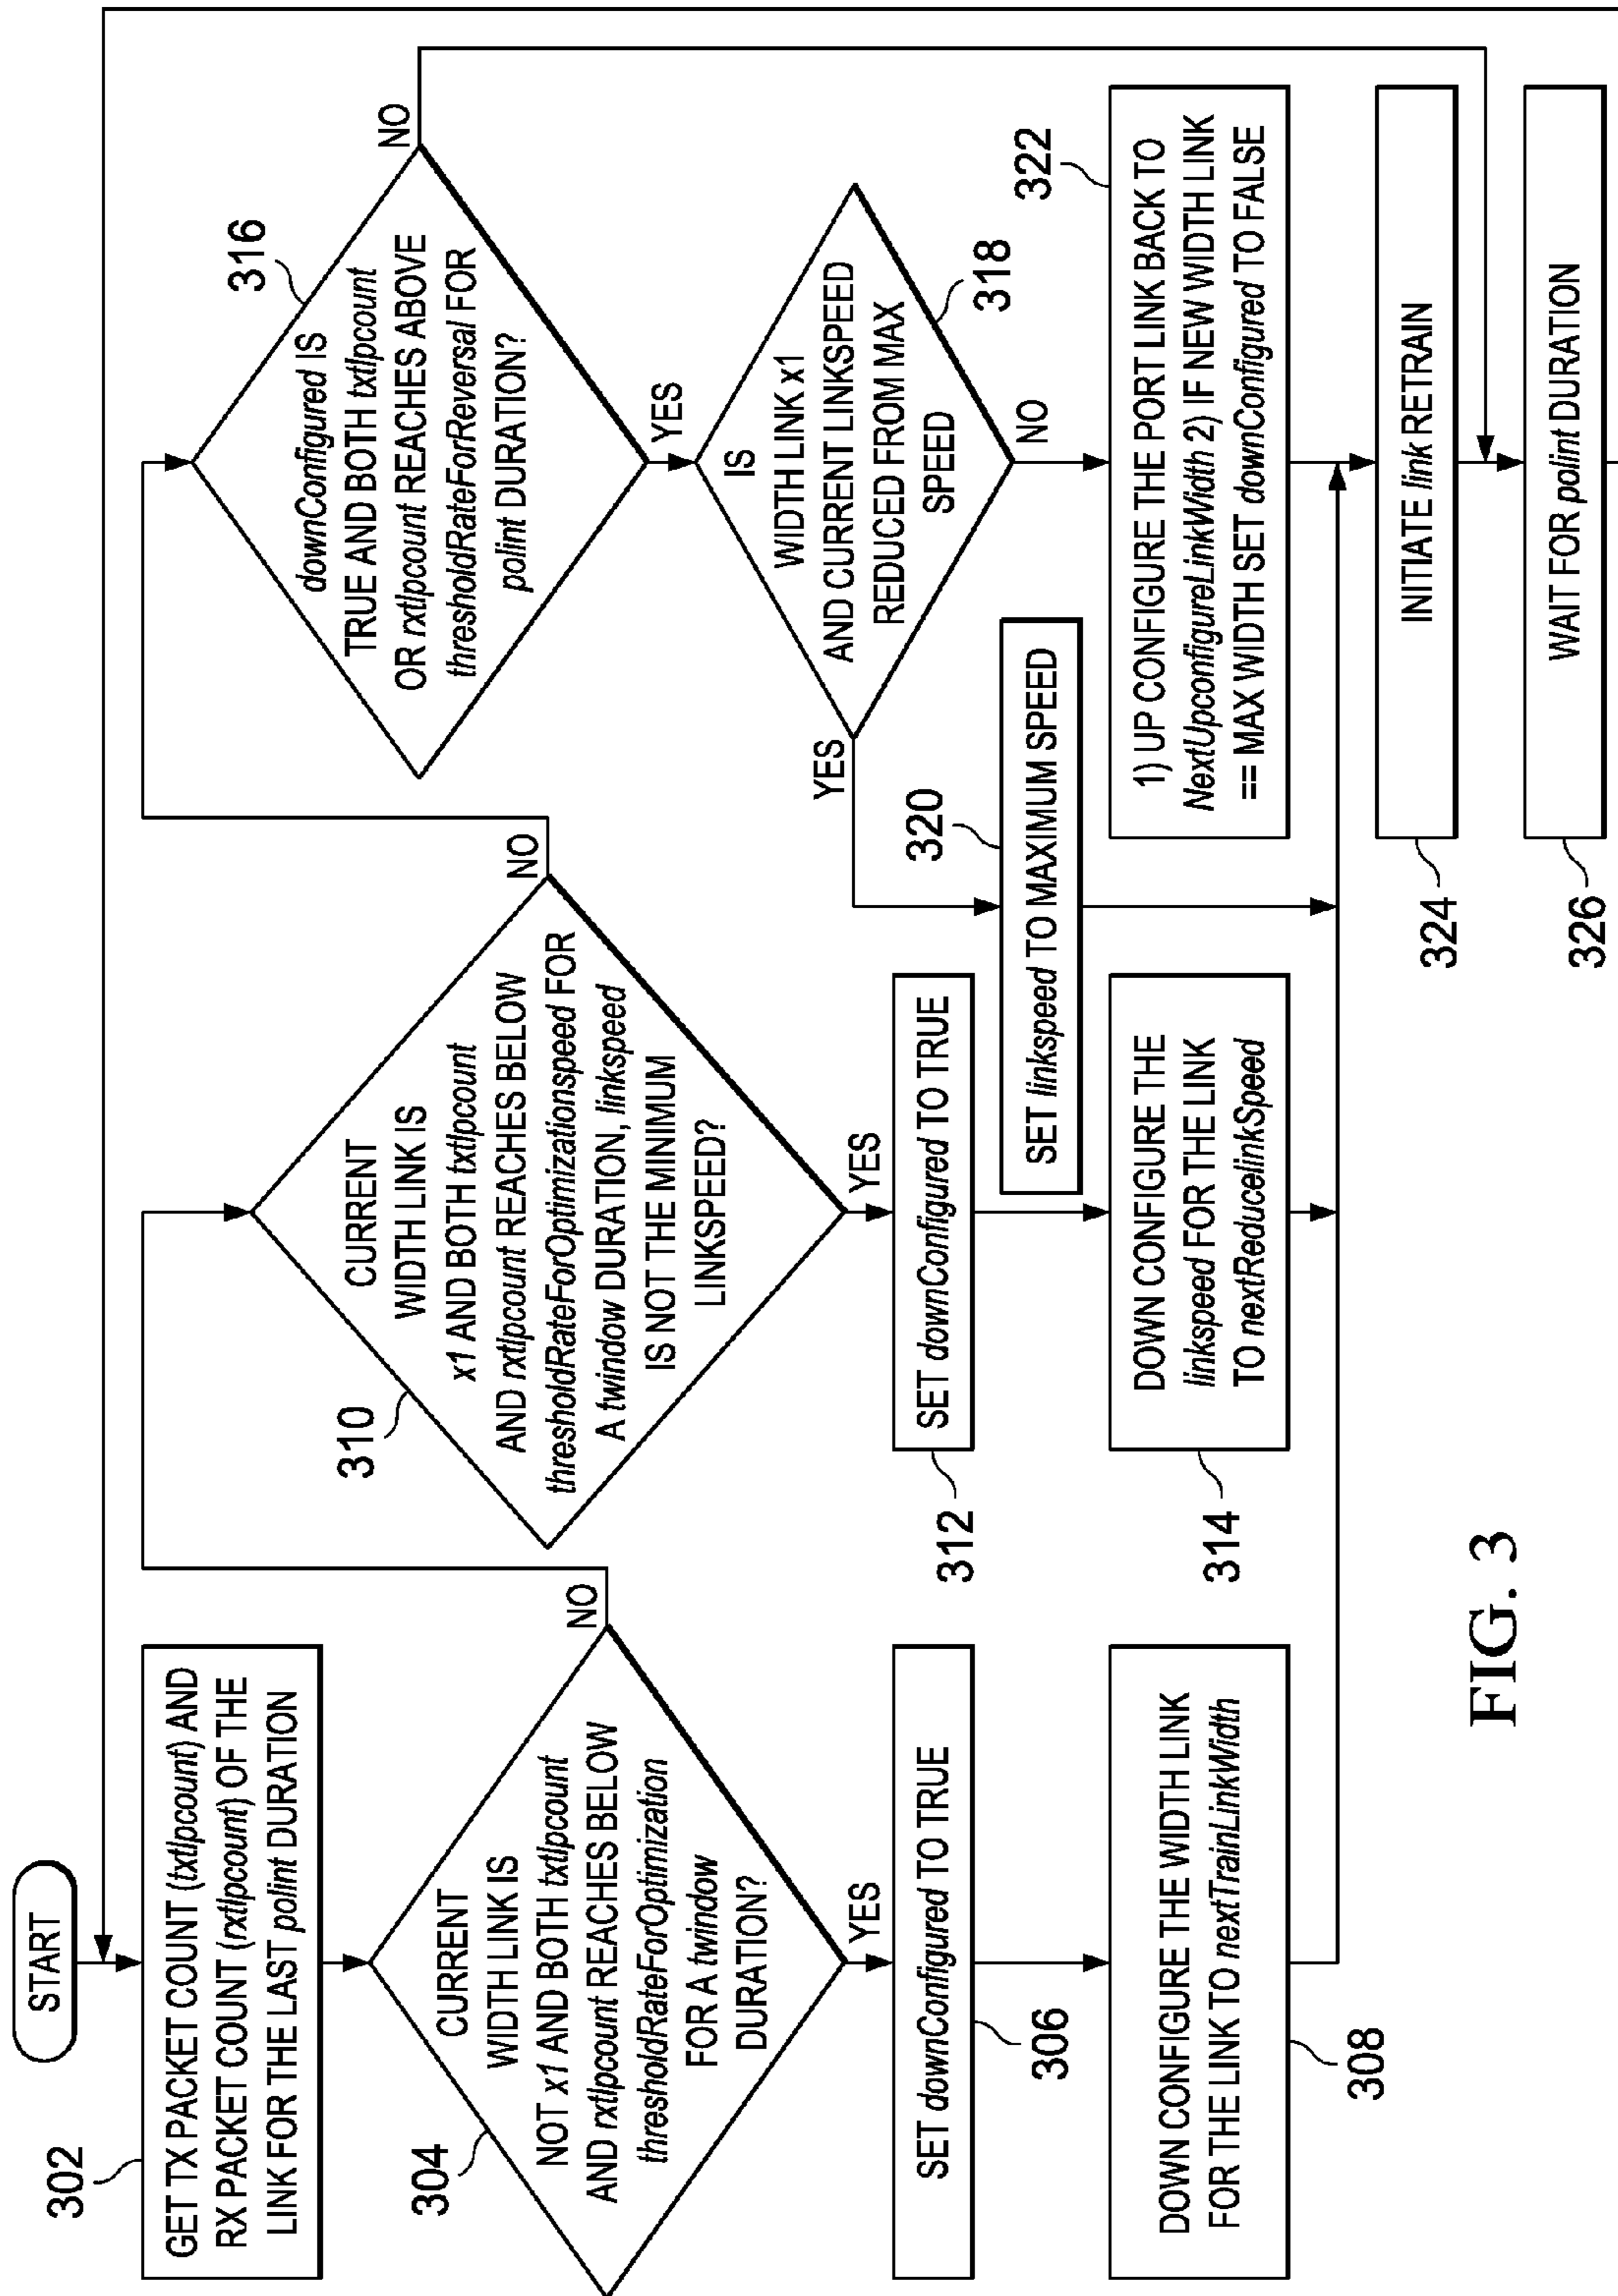 START
302
GET TX PACKET COUNT (txtlpcount) AND
RX PACKET COUNT (rxtlpcount) OF THE
LINK FOR THE LAST polint DURATION
304
CURRENT
WIDTH LINK IS
NOT x1 AND BOTH txtlpcount
AND rxtlpcount REACHES BELOW
thresholdRateForOptimization
FOR A twindow
DURATION?
NO
YES
SET downConfigured TO TRUE
306
DOWN CONFIGURE THE WIDTH LINK
FOR THE LINK TO nextTrainLinkWidth
308
310
CURRENT
WIDTH LINK IS
x1 AND BOTH txtlpcount
AND rxtlpcount REACHES BELOW
thresholdRateForOptimizationspeed FOR
A twindow DURATION, linkspeed
IS NOT THE MINIMUM
LINKSPEED?
NO
YES
SET downConfigured TO TRUE
312
DOWN CONFIGURE THE
linkspeed FOR THE LINK
TO nextReducelinkSpeed
314
316
downConfigured IS
TRUE AND BOTH txtlpcount
OR rxtlpcount REACHES ABOVE
thresholdRateForReversal FOR
polint DURATION?
NO
YES
IS
WIDTH LINK x1
AND CURRENT LINKSPEED
REDUCED FROM MAX
SPEED
318
YES
NO
320
SET linkspeed TO MAXIMUM SPEED
322
1) UP CONFIGURE THE PORT LINK BACK TO
NextUpconfigureLinkWidth 2) IF NEW WIDTH LINK
== MAX WIDTH SET downConfigured TO FALSE
INITIATE link RETRAIN
324
WAIT FOR polint DURATION
326
FIG. 3